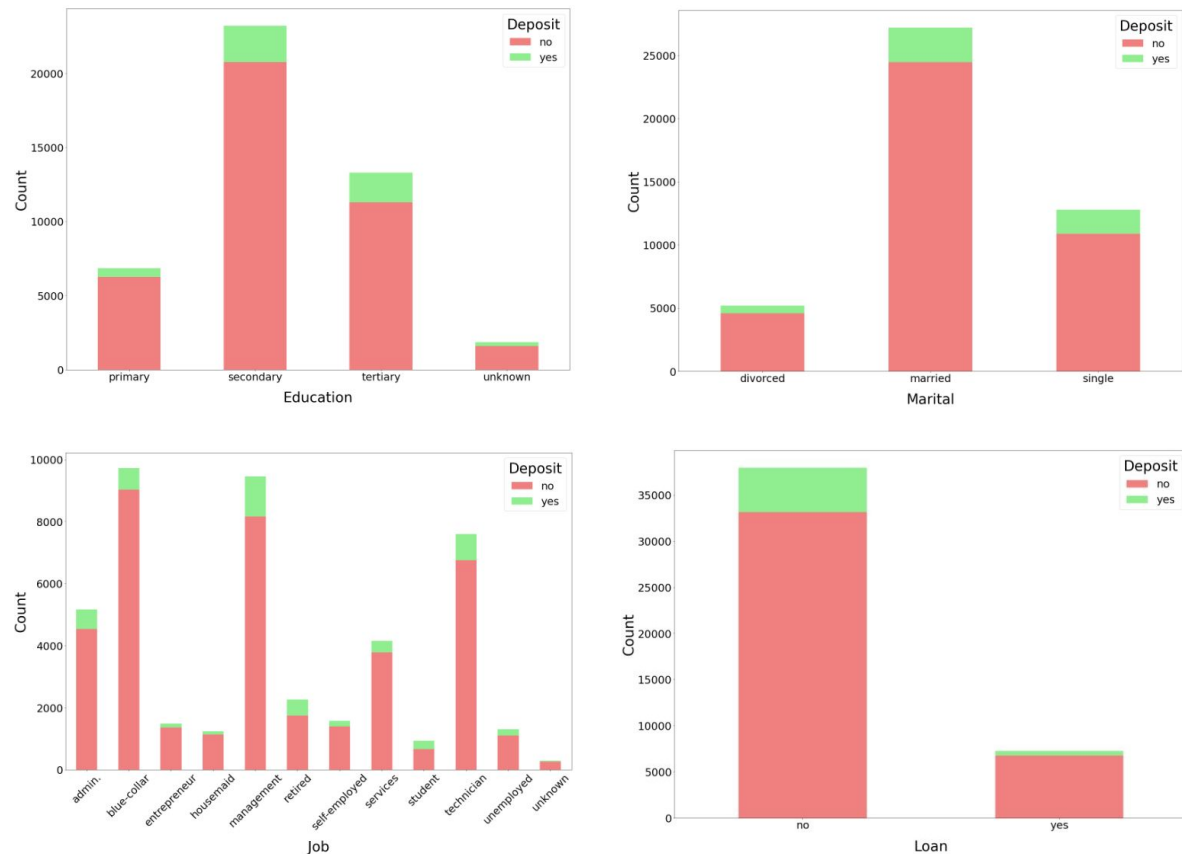 Deposit
no
yes
20000
15000
10000
5000
0
Count
primary secondary tertiary unknown
Education
Deposit
no
yes
25000
20000
15000
10000
5000
0
Count
divorced married single
Marital
Deposit
no
yes
10000
8000
6000
4000
2000
0
Count
admin. blue-collar entrepreneur housemaid management retired self-employed services student technician unemployed unknown
Job
Deposit
no
yes
35000
30000
25000
20000
15000
10000
5000
0
Count
no yes
Loan